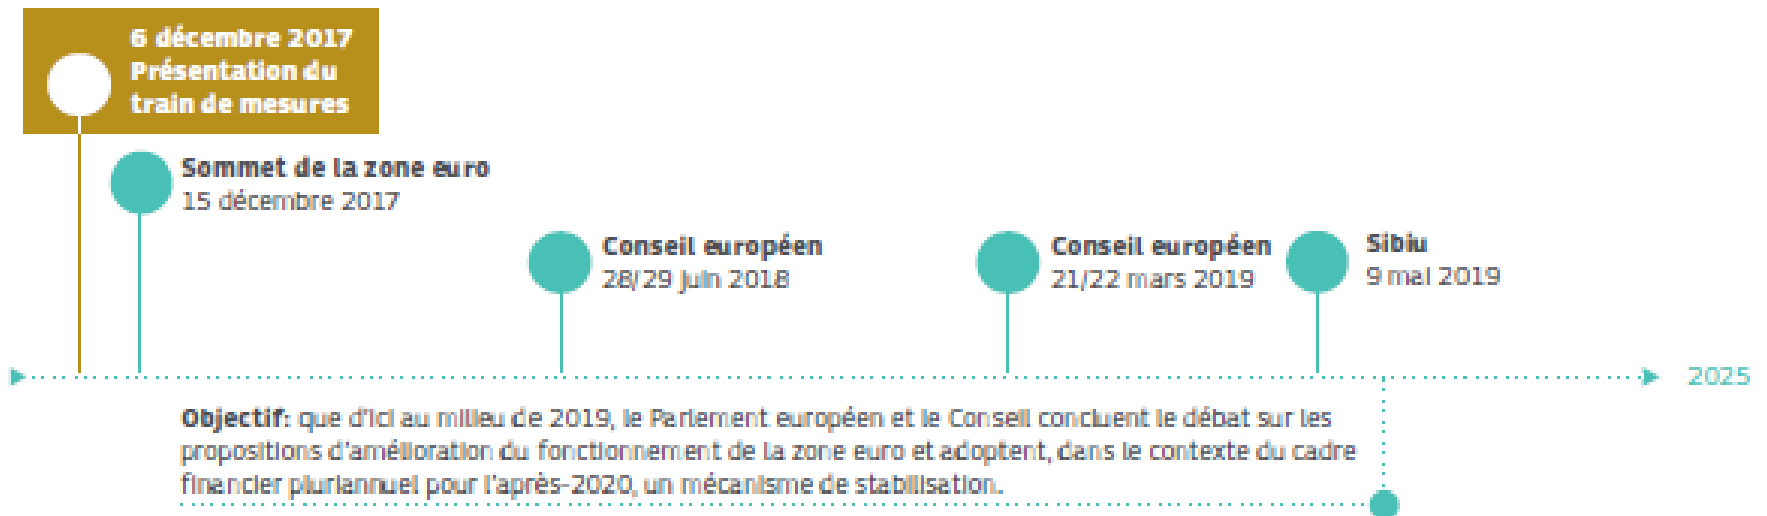 6 décembre 2017
Présentation du
train de mesures
Sommet de la zone euro
15 décembre 2017
Conseil européen
28/29 juin 2018
Conseil européen
21/22 mars 2019
Sibiu
9 mai 2019
2025
Objectif: que d'ici au milieu de 2019, le Parlement européen et le Conseil concluent le débat sur les
propositions d'amélioration du fonctionnement de la zone euro et adoptent, dans le contexte du cadre
financier pluriannuel pour l'après-2020, un mécanisme de stabilisation.